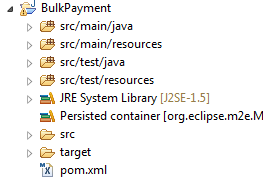 BulkPayment
src/main/java
src/main/resources
src/test/java
src/test/resources
JRE System Library [J2SE-1.5]
Persisted container [org.eclipse.m2e.M
src
target
pom.xml